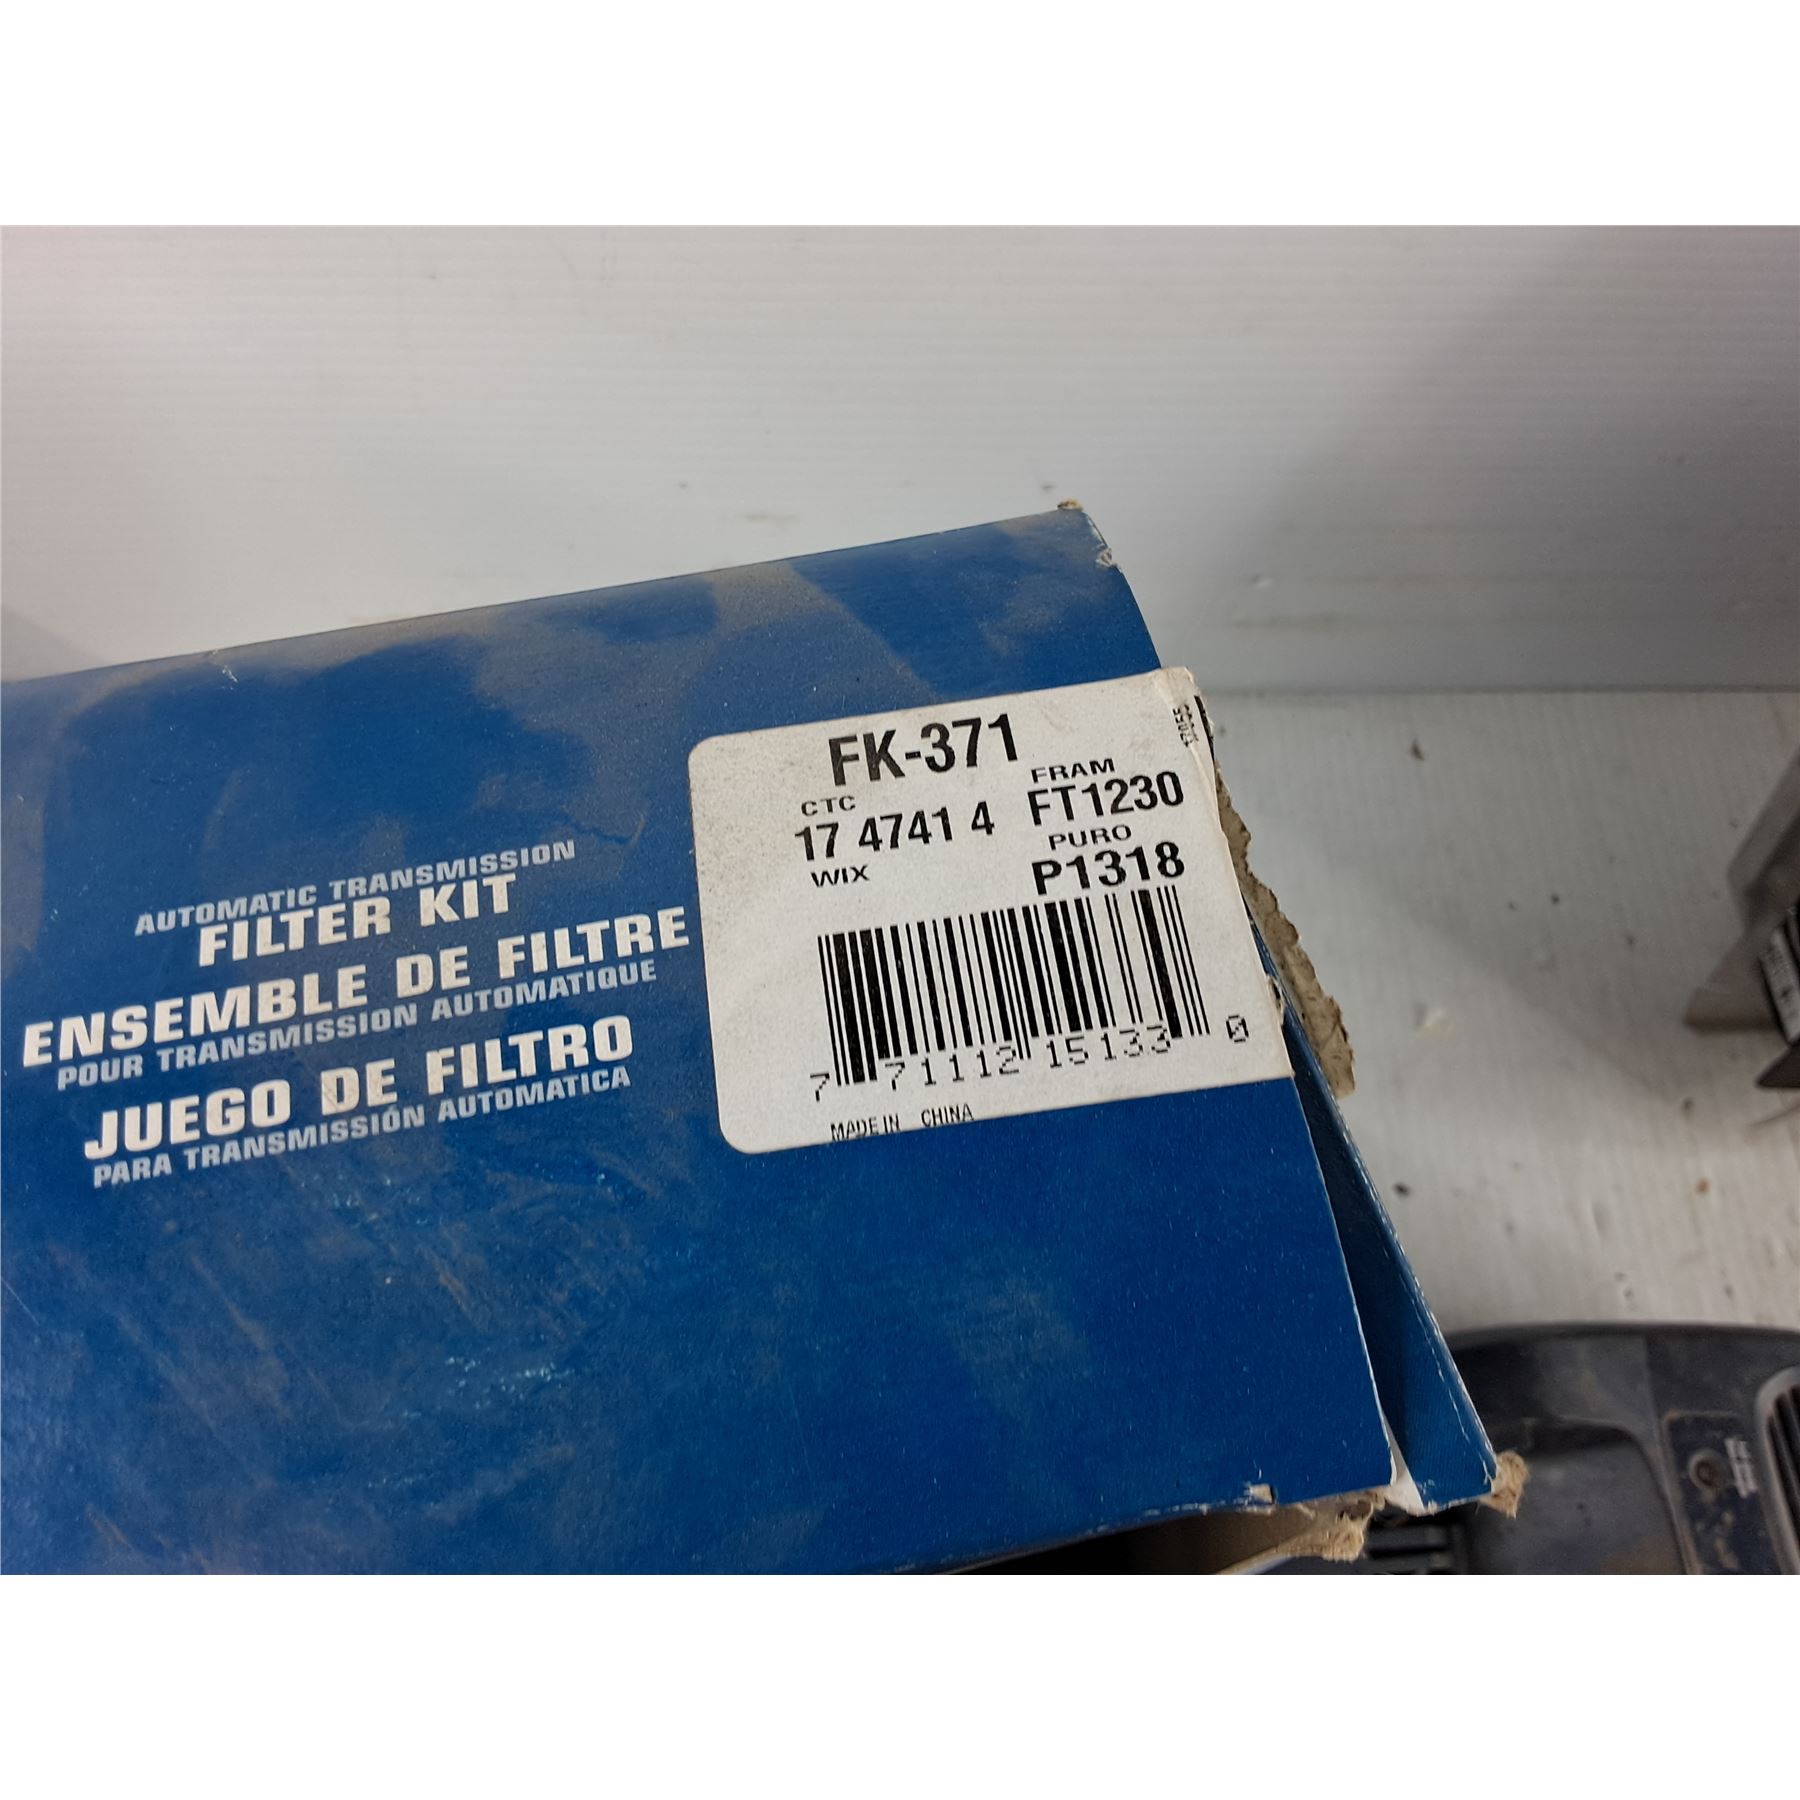 AUTOMATIC TRANSMISSION
FILTER KIT
ENSEMBLE DE FILTRE
POUR TRANSMISSION AUTOMATIQUE
JUEGO DE FILTRO
PARA TRANSMISSIÓN AUTOMATICA
FK-371
CTC FRAM
17 4741 4 FT1230
WIX PURO
P1318
7 71112 15133 0
MADE IN CHINA